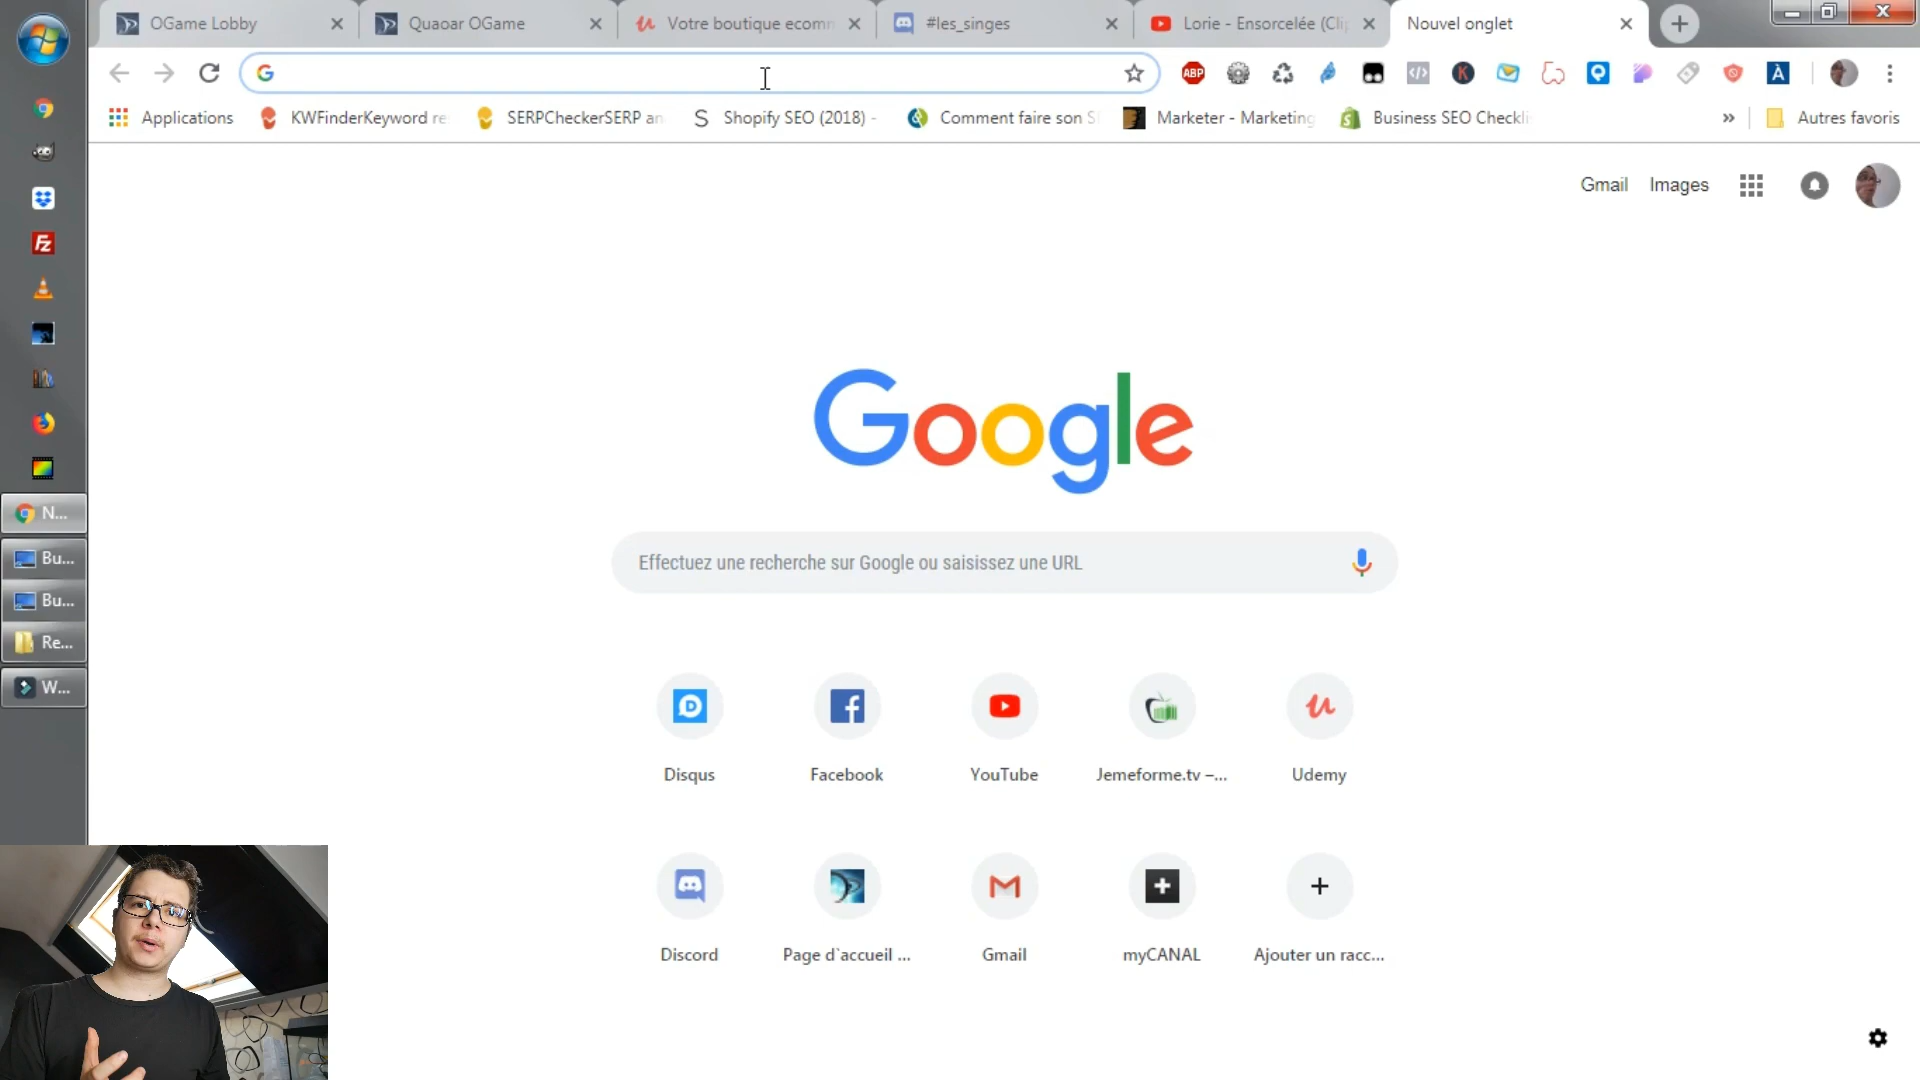 OGame Lobby
Quaoar OGame
Votre boutique ecomm
#les_singes
Lorie - Ensorcelée (Cli
Nouvel onglet
ABP
Applications
KWFinderKeyword re
SERPCheckerSERP an
Shopify SEO (2018) -
Comment faire son S
Marketer - Marketing
Business SEO Checkli
Autres favoris
Gmail
Images
Google
Effectuez une recherche sur Google ou saisissez une URL
Disqus
Facebook
YouTube
Jemeforme.tv –...
Udemy
Discord
Page d`accueil ...
Gmail
myCANAL
Ajouter un racc...
N...
Bu...
Bu...
Re...
W...